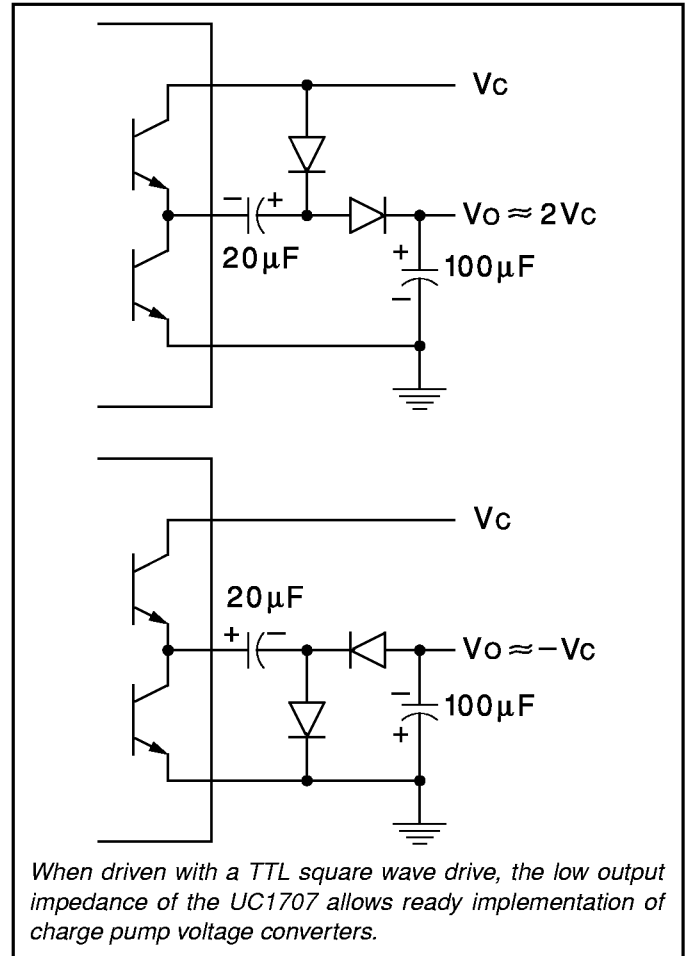 VC
− +
VO ≈ 2VC
20µF
+
100µF
−
VC
20µF
+ −
VO ≈ −VC
−
100µF
+
When driven with a TTL square wave drive, the low output
impedance of the UC1707 allows ready implementation of
charge pump voltage converters.